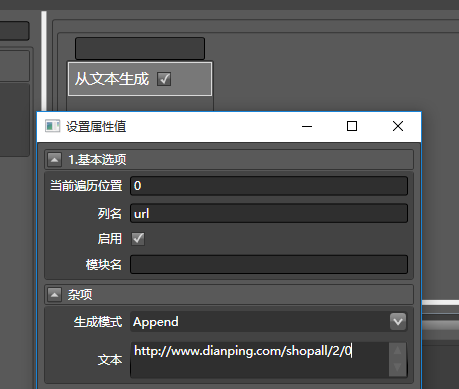 从文本生成
设置属性值
1.基本选项
当前遍历位置 0
列名 url
启用
模块名
杂项
生成模式 Append
文本 http://www.dianping.com/shopall/2/0